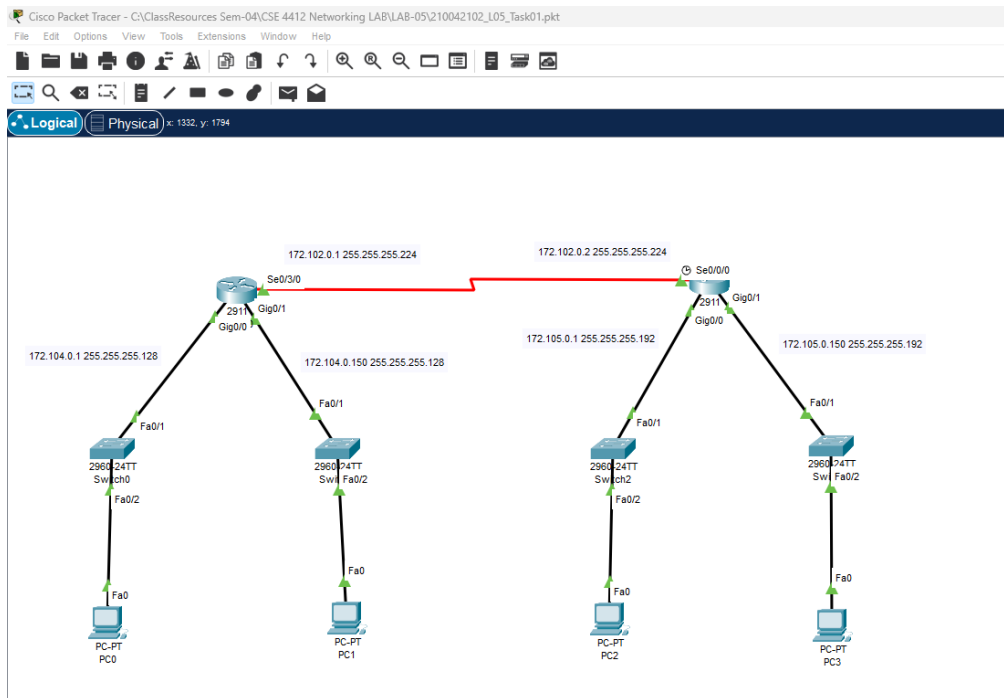 Cisco Packet Tracer - C:\ClassResources Sem-04\CSE 4412 Networking LAB\LAB-05\210042102_L05_Task01.pkt
File Edit Options View Tools Extensions Window Help
Logical Physical x: 1332, y: 1794
172.102.0.1 255.255.255.224
172.102.0.2 255.255.255.224
Se0/3/0
Se0/0/0
2911
Gig0/1
Gig0/0
2911
Gig0/1
Gig0/0
172.104.0.1 255.255.255.128
172.104.0.150 255.255.255.128
172.105.0.1 255.255.255.192
172.105.0.150 255.255.255.192
Fa0/1
Fa0/1
Fa0/1
Fa0/1
2960-24TT
Switch0
Fa0/2
2960-24TT
Swi Fa0/2
2960-24TT
Switch2
Fa0/2
2960-24TT
Swi Fa0/2
Fa0
Fa0
Fa0
Fa0
PC-PT
PC0
PC-PT
PC1
PC-PT
PC2
PC-PT
PC3